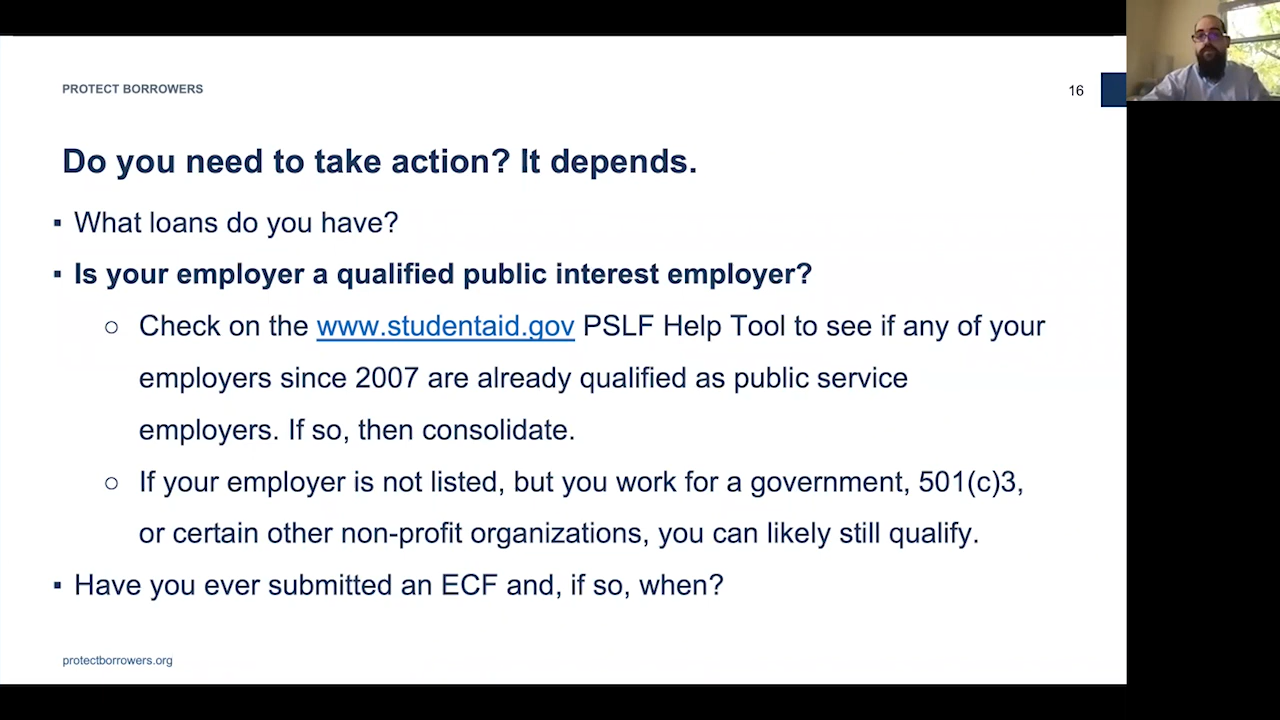 PROTECT BORROWERS
16
Do you need to take action? It depends.
▪ What loans do you have?
▪ Is your employer a qualified public interest employer?
○ Check on the www.studentaid.gov PSLF Help Tool to see if any of your
employers since 2007 are already qualified as public service
employers. If so, then consolidate.
○ If your employer is not listed, but you work for a government, 501(c)3,
or certain other non-profit organizations, you can likely still qualify.
▪ Have you ever submitted an ECF and, if so, when?
protectborrowers.org